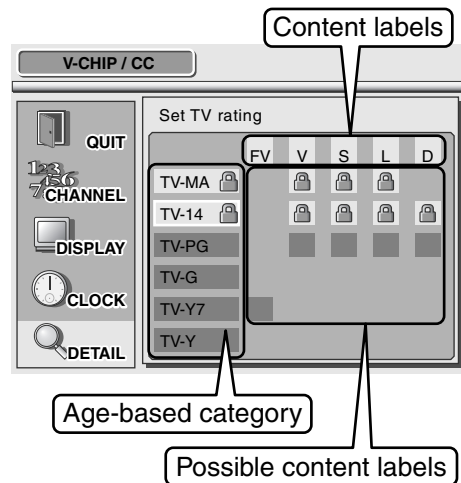 Content labels
V-CHIP / CC
Set TV rating
QUIT
FV V S L D
123
456
7
CHANNEL
TV-MA
TV-14
DISPLAY
TV-PG
TV-G
CLOCK
TV-Y7
TV-Y
DETAIL
Age-based category
Possible content labels